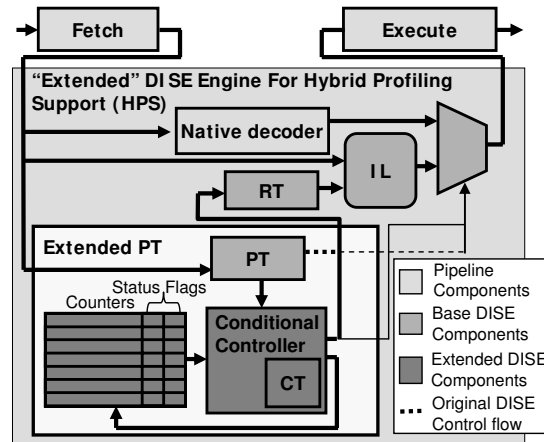 Fetch
Execute
“Extended” DISE Engine For Hybrid Profiling
Support (HPS)
Native decoder
IL
RT
Extended PT
PT
Status Flags
Counters
Conditional
Controller
CT
Pipeline
Components
Base DISE
Components
Extended DISE
Components
Original DISE
Control flow